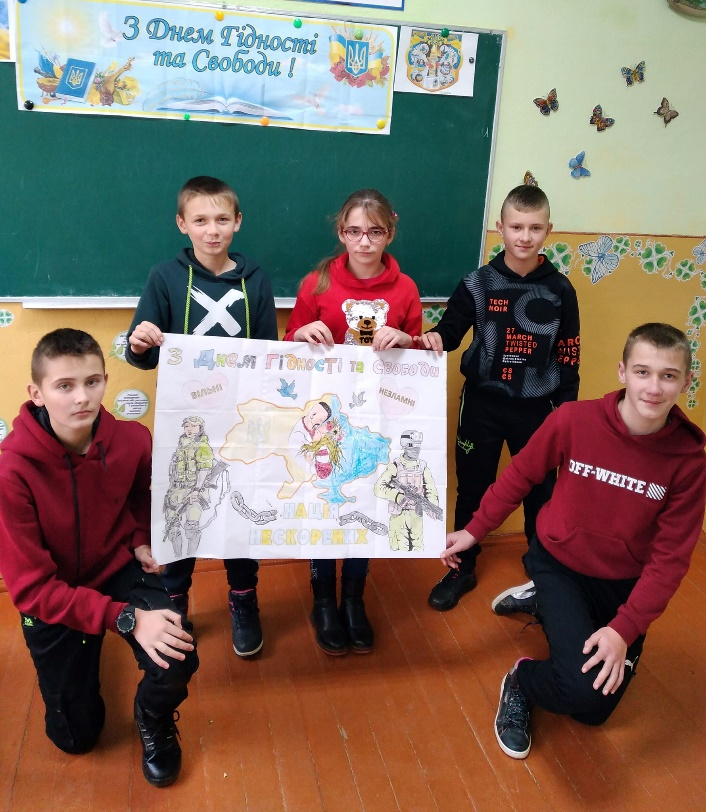 З Днем Гідності
та Свободи !
З Днем Гідності та Свободи
ВІЛЬНІ
НЕЗЛАМНІ
НАЦІЯ
НЕСКОРЕНИХ
TECH
NOIR
27
MARCH
TWISTED
PEPPER
OFF-WHITE